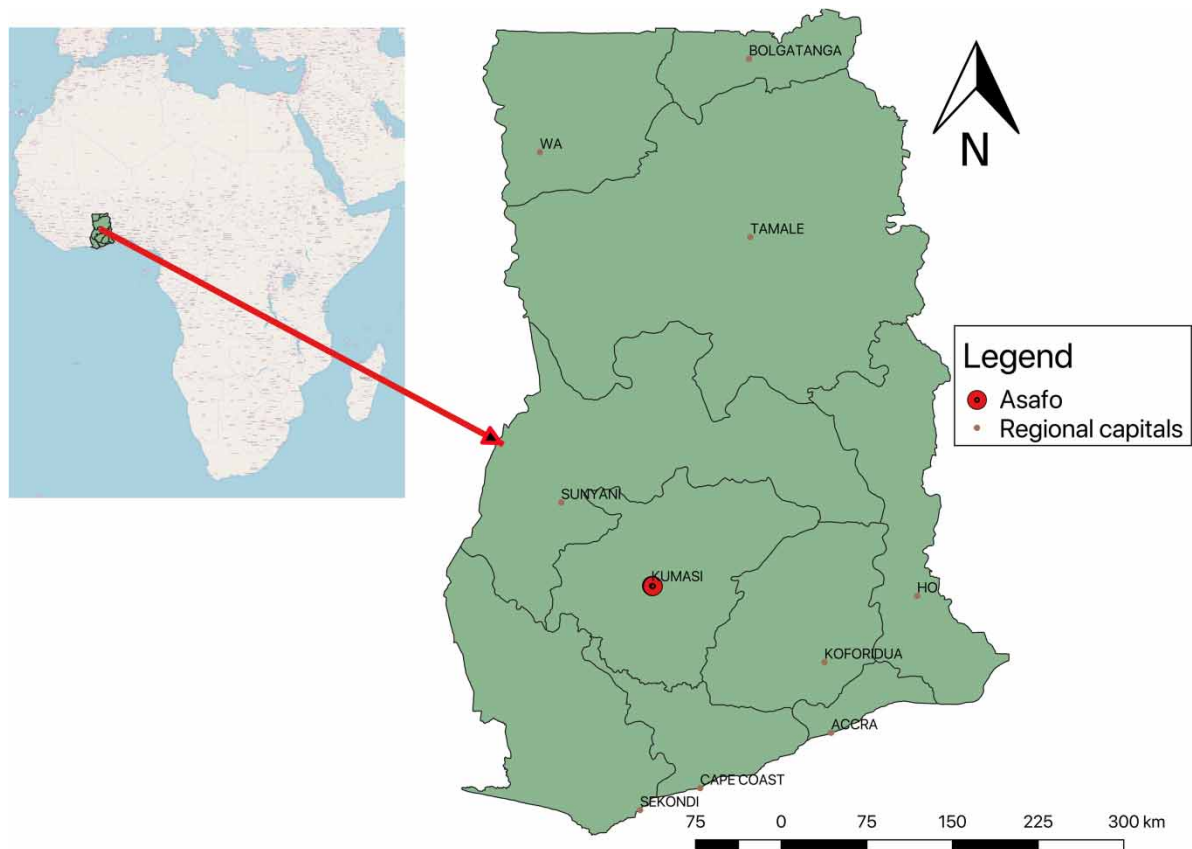 BOLGATANGA
N
WA
TAMALE
Legend
Asafo
Regional capitals
SUNYANI
KUMASI
HO
KOFORIDUA
ACCRA
CAPE COAST
SEKONDI
75 0 75 150 225 300 km